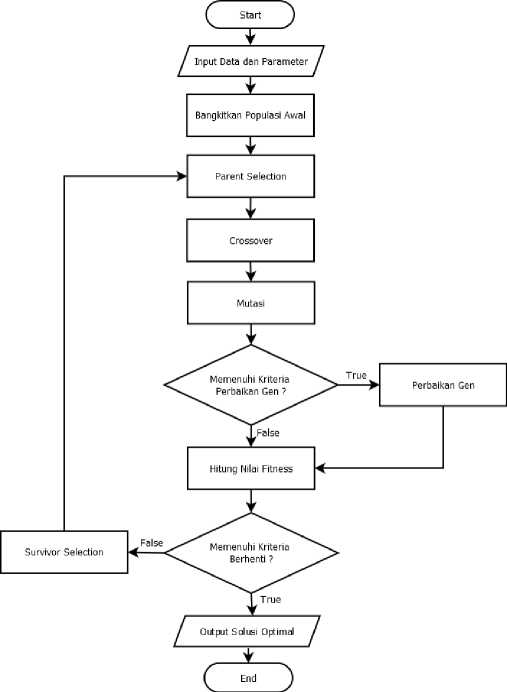 Start
Input Data dan Parameter
Bangkitkan Populasi Awal
Parent Selection
Crossover
Mutasi
Memenuhi Kriteria
Perbaikan Gen ?
True
Perbaikan Gen
False
Hitung Nilai Fitness
Memenuhi Kriteria
Berhenti ?
False
Survivor Selection
True
Output Solusi Optimal
End